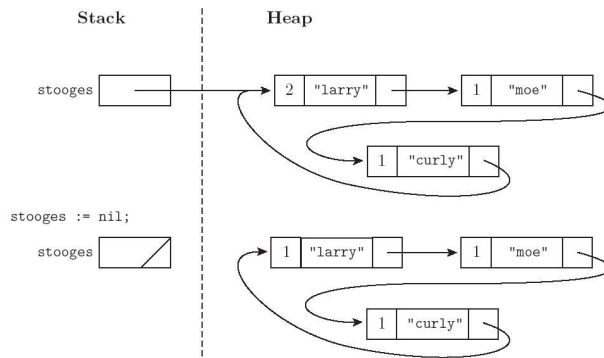 Stack Heap
stooges 2 "larry" 1 "moe"
1 "curly"
stooges := nil;
stooges 1 "larry" 1 "moe"
1 "curly"